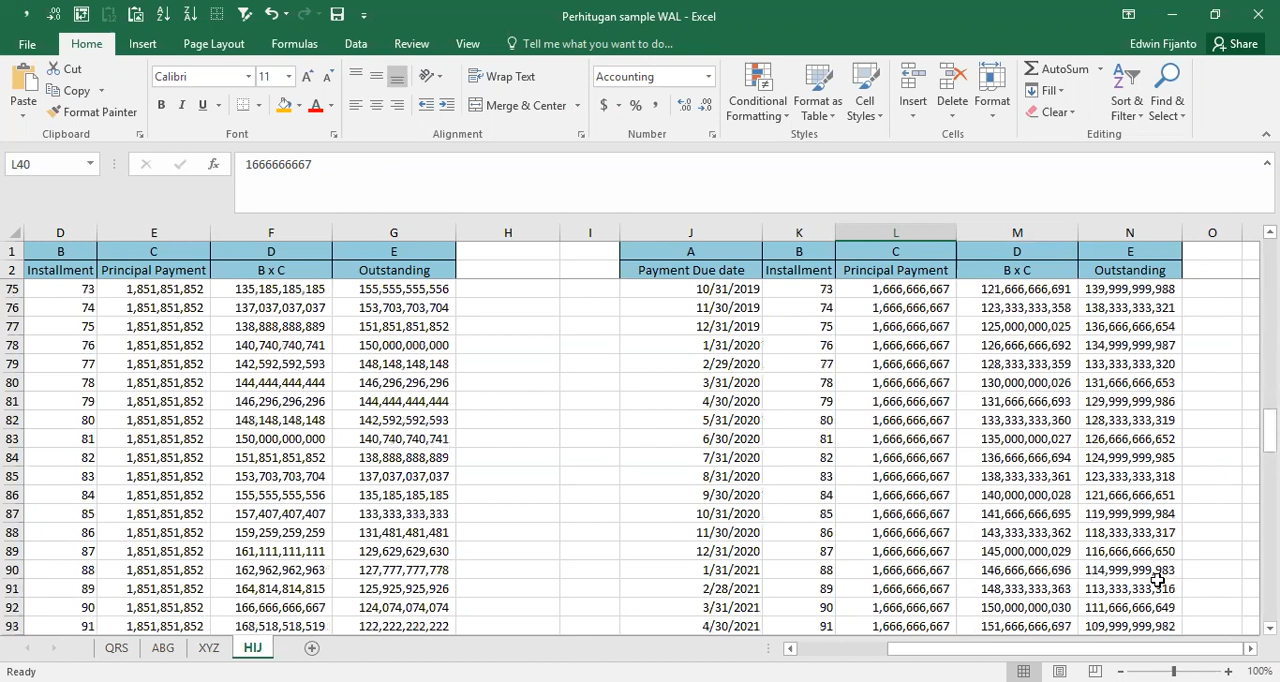 Perhitugan sample WAL - Excel
File Home Insert Page Layout Formulas Data Review View Tell me what you want to do... Edwin Fijanto Share
Paste Cut Copy Format Painter Clipboard
Calibri 11 B I U A Font
Wrap Text Merge & Center Alignment
Accounting $ % , Number
Conditional Formatting Format as Table Cell Styles Styles
Insert Delete Format Cells
AutoSum Fill Clear Sort & Filter Find & Select Editing
L40 fx 1666666667
D E F G H I J K L M N O
1 B C D E A B C D E
2 Installment Principal Payment B x C Outstanding Payment Due date Installment Principal Payment B x C Outstanding
75 73 1,851,851,852 135,185,185,185 155,555,555,556 10/31/2019 73 1,666,666,667 121,666,666,691 139,999,999,988
76 74 1,851,851,852 137,037,037,037 153,703,703,704 11/30/2019 74 1,666,666,667 123,333,333,358 138,333,333,321
77 75 1,851,851,852 138,888,888,889 151,851,851,852 12/31/2019 75 1,666,666,667 125,000,000,025 136,666,666,654
78 76 1,851,851,852 140,740,740,741 150,000,000,000 1/31/2020 76 1,666,666,667 126,666,666,692 134,999,999,987
79 77 1,851,851,852 142,592,592,593 148,148,148,148 2/29/2020 77 1,666,666,667 128,333,333,359 133,333,333,320
80 78 1,851,851,852 144,444,444,444 146,296,296,296 3/31/2020 78 1,666,666,667 130,000,000,026 131,666,666,653
81 79 1,851,851,852 146,296,296,296 144,444,444,444 4/30/2020 79 1,666,666,667 131,666,666,693 129,999,999,986
82 80 1,851,851,852 148,148,148,148 142,592,592,593 5/31/2020 80 1,666,666,667 133,333,333,360 128,333,333,319
83 81 1,851,851,852 150,000,000,000 140,740,740,741 6/30/2020 81 1,666,666,667 135,000,000,027 126,666,666,652
84 82 1,851,851,852 151,851,851,852 138,888,888,889 7/31/2020 82 1,666,666,667 136,666,666,694 124,999,999,985
85 83 1,851,851,852 153,703,703,704 137,037,037,037 8/31/2020 83 1,666,666,667 138,333,333,361 123,333,333,318
86 84 1,851,851,852 155,555,555,556 135,185,185,185 9/30/2020 84 1,666,666,667 140,000,000,028 121,666,666,651
87 85 1,851,851,852 157,407,407,407 133,333,333,333 10/31/2020 85 1,666,666,667 141,666,666,695 119,999,999,984
88 86 1,851,851,852 159,259,259,259 131,481,481,481 11/30/2020 86 1,666,666,667 143,333,333,362 118,333,333,317
89 87 1,851,851,852 161,111,111,111 129,629,629,630 12/31/2020 87 1,666,666,667 145,000,000,029 116,666,666,650
90 88 1,851,851,852 162,962,962,963 127,777,777,778 1/31/2021 88 1,666,666,667 146,666,666,696 114,999,999,983
91 89 1,851,851,852 164,814,814,815 125,925,925,926 2/28/2021 89 1,666,666,667 148,333,333,363 113,333,333,316
92 90 1,851,851,852 166,666,666,667 124,074,074,074 3/31/2021 90 1,666,666,667 150,000,000,030 111,666,666,649
93 91 1,851,851,852 168,518,518,519 122,222,222,222 4/30/2021 91 1,666,666,667 151,666,666,697 109,999,999,982
QRS ABG XYZ HIJ
Ready 100%